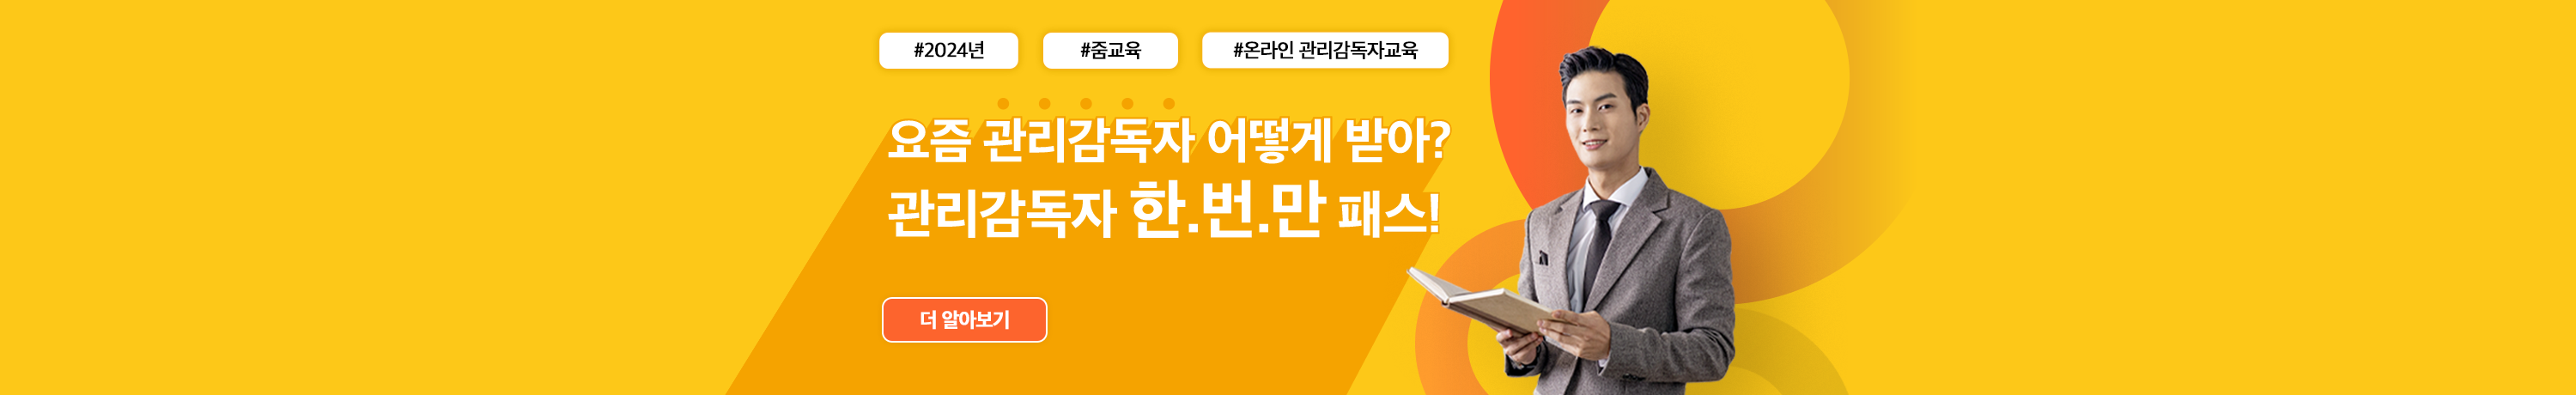 #2024년 #줌교육 #온라인 관리감독자교육
요즘 관리감독자 어떻게 받아?
관리감독자 한.번.만 패스!
더 알아보기